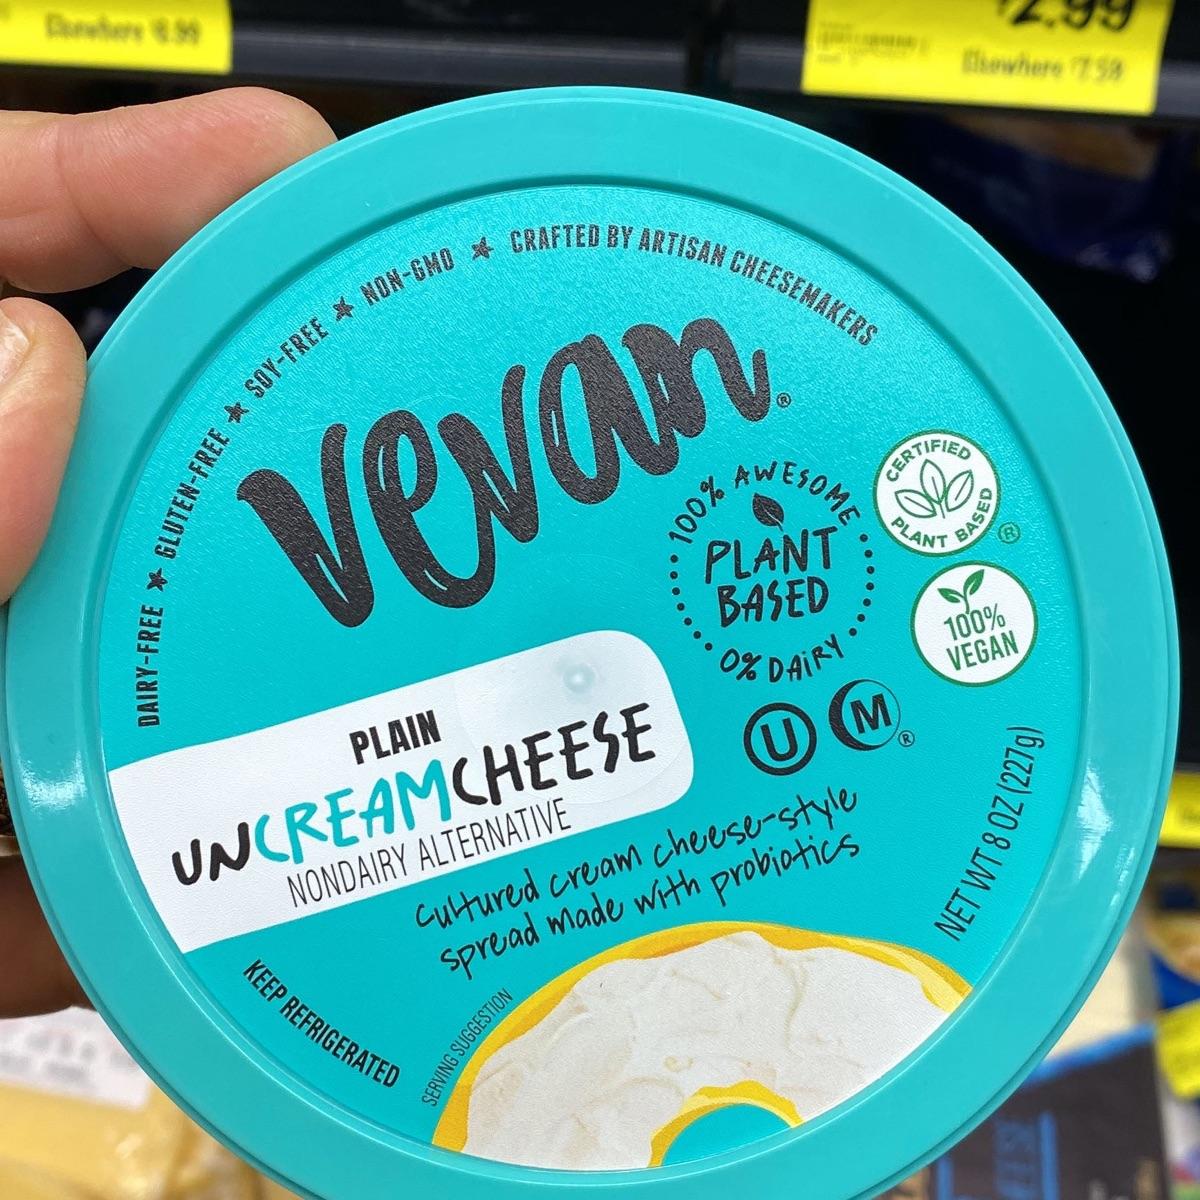 Elsewhere 6.99
2.99
Elsewhere 7.58
DAIRY-FREE ★ GLUTEN-FREE ★ SOY-FREE ★ NON-GMO ★ CRAFTED BY ARTISAN CHEESEMAKERS
vevan®
100% AWESOME
PLANT
BASED
0% DAIRY
CERTIFIED
PLANT BASED
®
100%
VEGAN
U
M®
PLAIN
UNCREAMCHEESE
NONDAIRY ALTERNATIVE
cultured cream cheese-style
spread made with probiotics
NET WT 8 OZ (227g)
KEEP REFRIGERATED
SERVING SUGGESTION